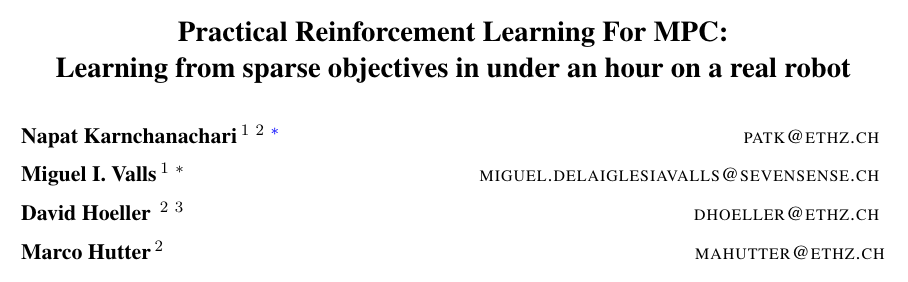 Practical Reinforcement Learning For MPC:
Learning from sparse objectives in under an hour on a real robot
Napat Karnchanachari 1 2 * PATK@ETHZ.CH
Miguel I. Valls 1 * MIGUEL.DELAIGLESIAVALLS@SEVENSENSE.CH
David Hoeller 2 3 DHOELLER@ETHZ.CH
Marco Hutter 2 MAHUTTER@ETHZ.CH